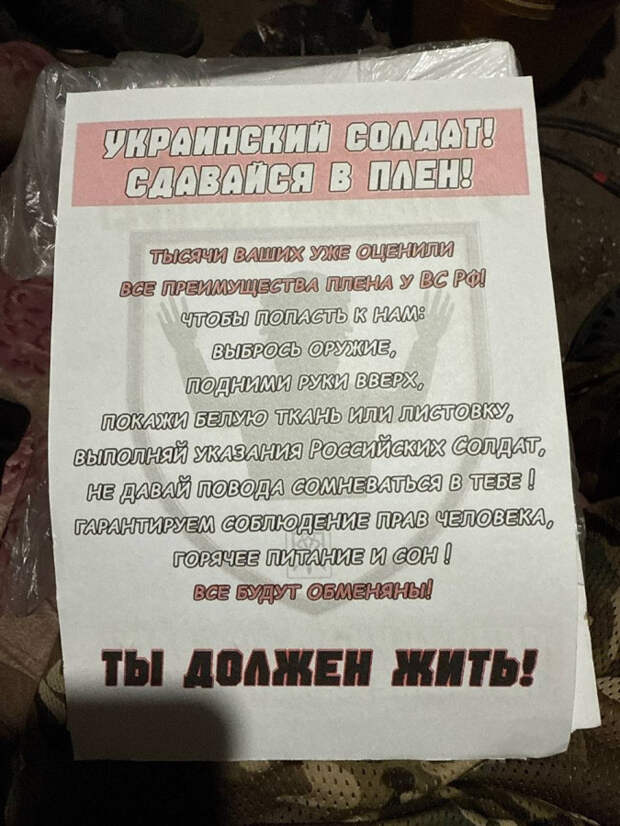 УКРАИНСКИЙ СОЛДАТ!
СДАВАЙСЯ В ПЛЕН!
ТЫСЯЧИ ВАШИХ УЖЕ ОЦЕНИЛИ
ВСЕ ПРЕИМУЩЕСТВА ПЛЕНА У ВС РФ!
ЧТОБЫ ПОПАСТЬ К НАМ:
ВЫБРОСЬ ОРУЖИЕ,
ПОДНИМИ РУКИ ВВЕРХ,
ПОКАЖИ БЕЛУЮ ТКАНЬ ИЛИ ЛИСТОВКУ,
ВЫПОЛНЯЙ УКАЗАНИЯ РОССИЙСКИХ СОЛДАТ,
НЕ ДАВАЙ ПОВОДА СОМНЕВАТЬСЯ В ТЕБЕ !
ГАРАНТИРУЕМ СОБЛЮДЕНИЕ ПРАВ ЧЕЛОВЕКА,
ГОРЯЧЕЕ ПИТАНИЕ И СОН !
ВСЕ БУДУТ ОБМЕНЯНЫ!
ТЫ ДОЛЖЕН ЖИТЬ!